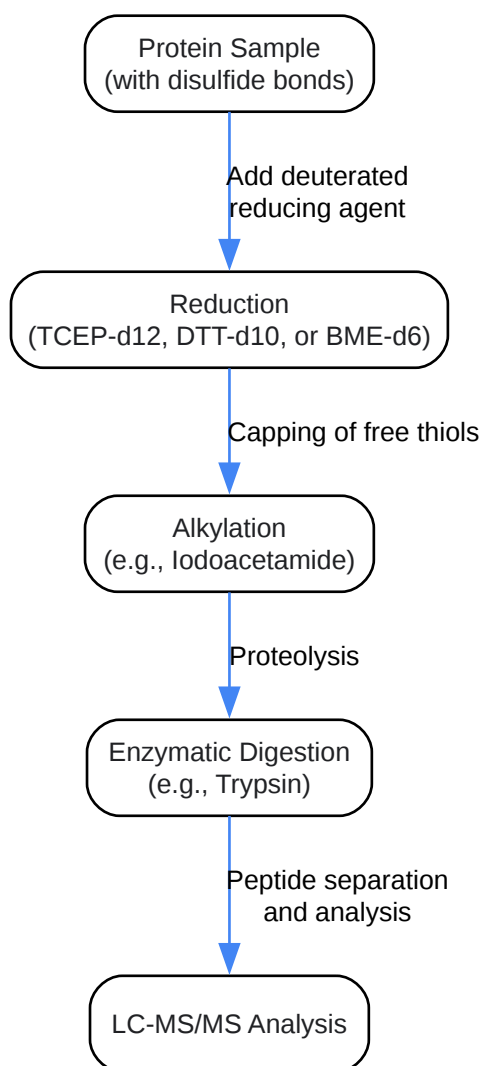 Protein Sample
(with disulfide bonds)
Add deuterated
reducing agent
Reduction
(TCEP-d12, DTT-d10, or BME-d6)
Capping of free thiols
Alkylation
(e.g., Iodoacetamide)
Proteolysis
Enzymatic Digestion
(e.g., Trypsin)
Peptide separation
and analysis
LC-MS/MS Analysis